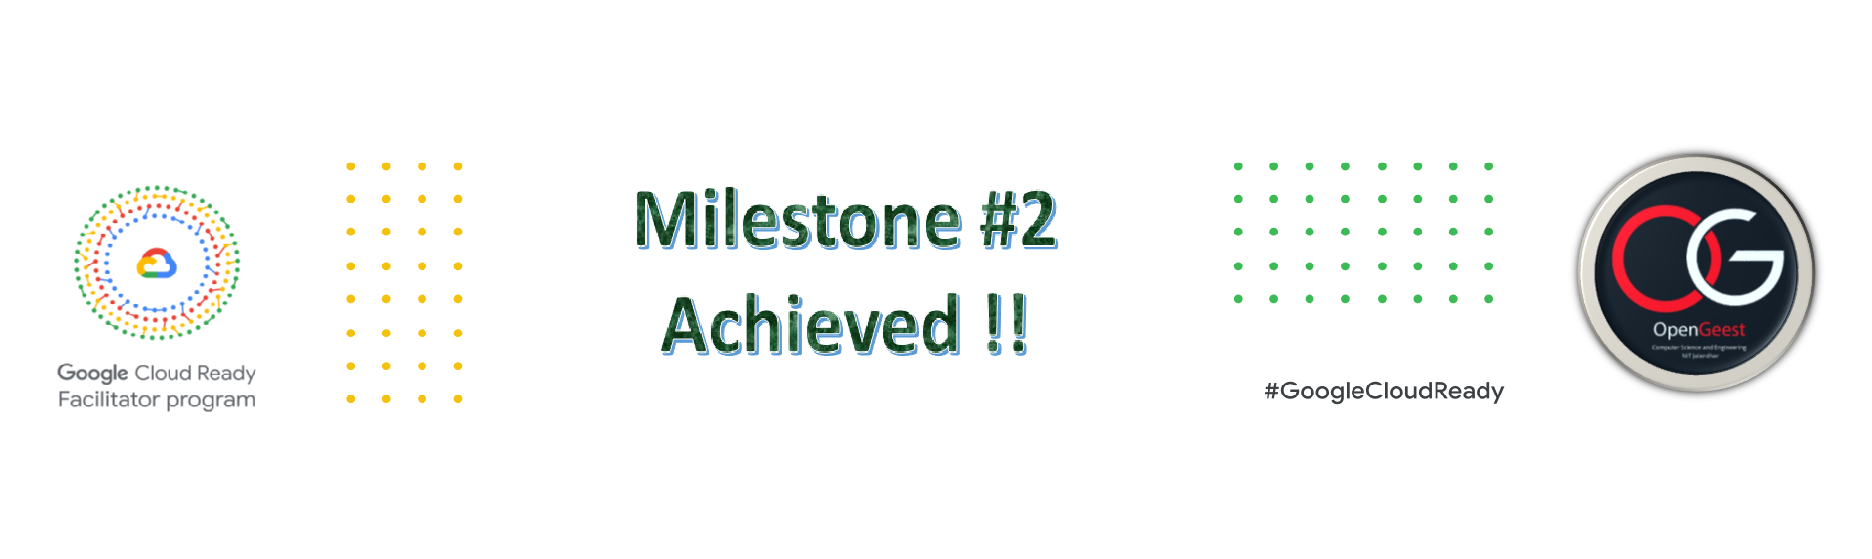 Google Cloud Ready
Facilitator program
Milestone #2
Achieved !!
#GoogleCloudReady
OG
OpenGeest
Computer Science and Engineering
NIT Jalandhar